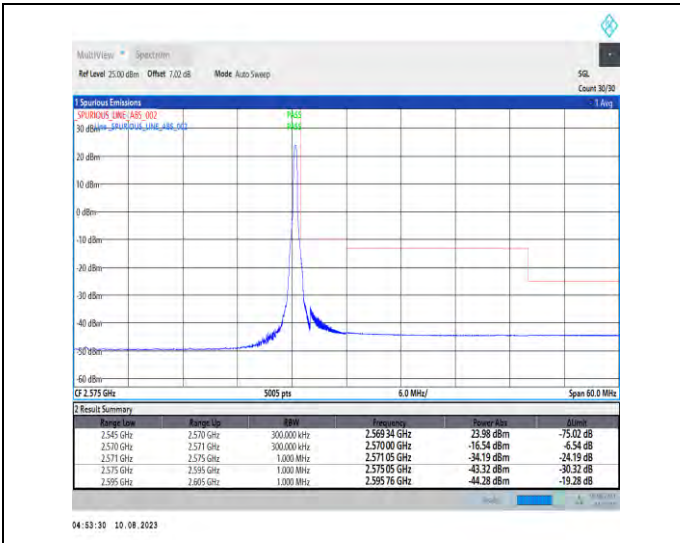 MultiView Spectrum
Ref Level 25.00 dBm Offset 7.02 dB Mode Auto Sweep SGL
Count 30/30
1 Spurious Emissions 1 Avg
_SPURIOUS_LINE_ABS_002 PASS
30 dBm Line _SPURIOUS_LINE_ABS_002 PASS
20 dBm
10 dBm
0 dBm
-10 dBm
-20 dBm
-30 dBm
-40 dBm
-50 dBm
-60 dBm
CF 2.575 GHz 5005 pts 6.0 MHz/ Span 60.0 MHz
2 Result Summary
Range Low Range Up RBW Frequency Power Abs ΔLimit
2.545 GHz 2.570 GHz 300.000 kHz 2.569 34 GHz 23.98 dBm -75.02 dB
2.570 GHz 2.571 GHz 300.000 kHz 2.570 00 GHz -16.54 dBm -6.54 dB
2.571 GHz 2.575 GHz 1.000 MHz 2.571 05 GHz -34.19 dBm -24.19 dB
2.575 GHz 2.595 GHz 1.000 MHz 2.575 05 GHz -43.32 dBm -30.32 dB
2.595 GHz 2.605 GHz 1.000 MHz 2.595 76 GHz -44.28 dBm -19.28 dB
04:53:30 10.08.2023